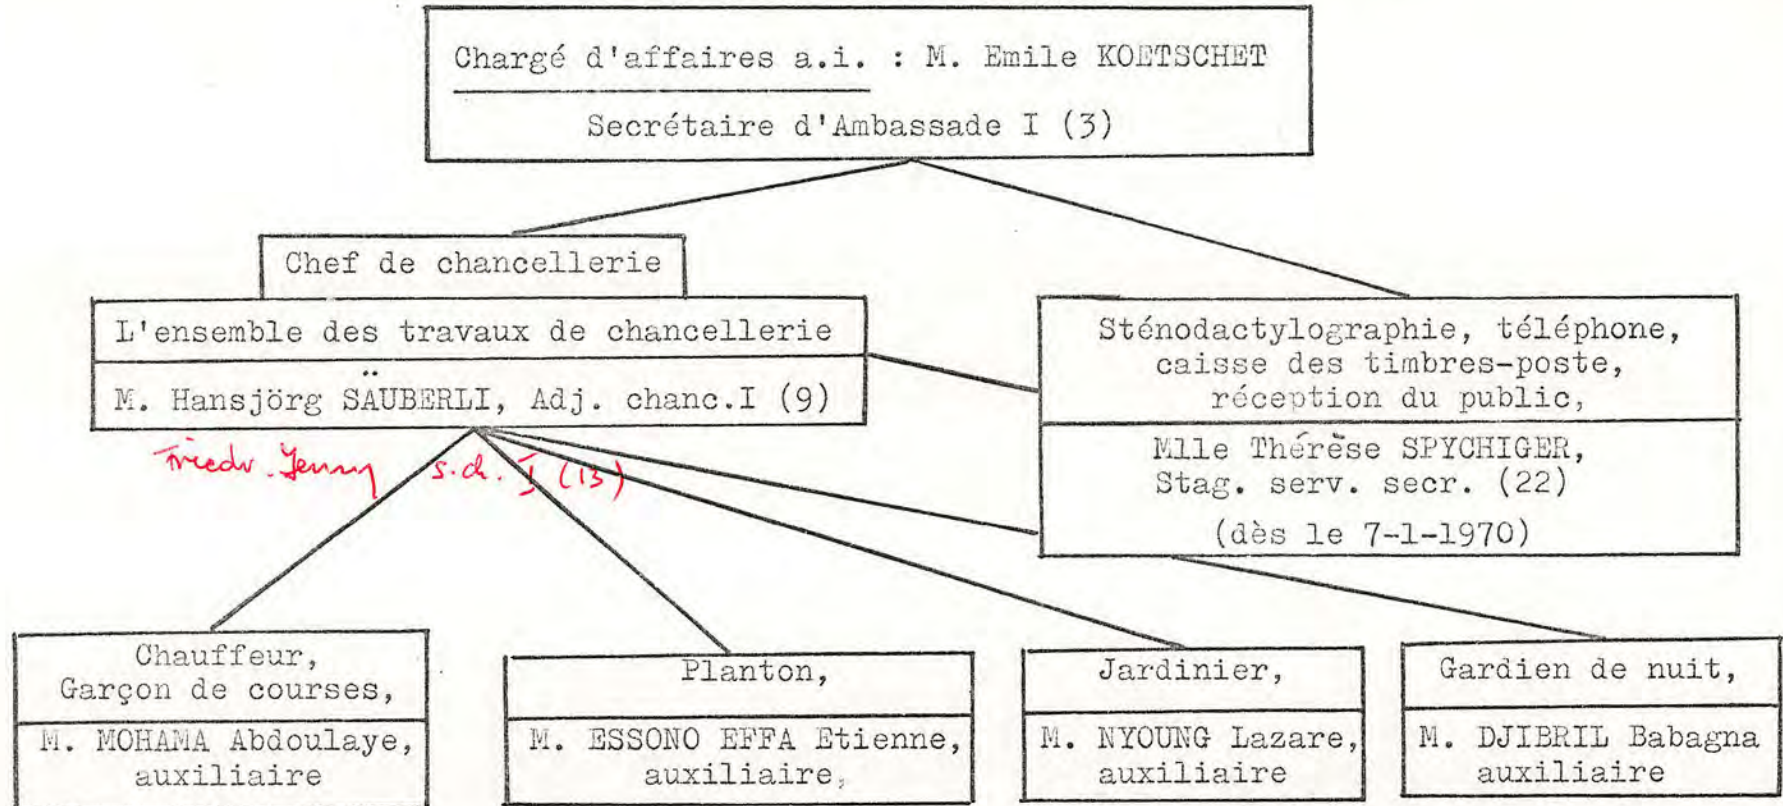 Chargé d'affaires a.i. : M. Emile KOETSCHET
Secrétaire d'Ambassade I (3)
Chef de chancellerie
L'ensemble des travaux de chancellerie
M. Hansjörg SÄUBERLI, Adj. chanc.I (9)
Friedr. Jenny s.ch. I (13)
Sténodactylographie, téléphone,
caisse des timbres-poste,
réception du public,
Mlle Thérèse SPYCHIGER,
Stag. serv. secr. (22)
(dès le 7-1-1970)
Chauffeur,
Garçon de courses,
M. MOHAMA Abdoulaye,
auxiliaire
Planton,
M. ESSONO EFFA Etienne,
auxiliaire,
Jardinier,
M. NYOUNG Lazare,
auxiliaire
Gardien de nuit,
M. DJIBRIL Babagna
auxiliaire